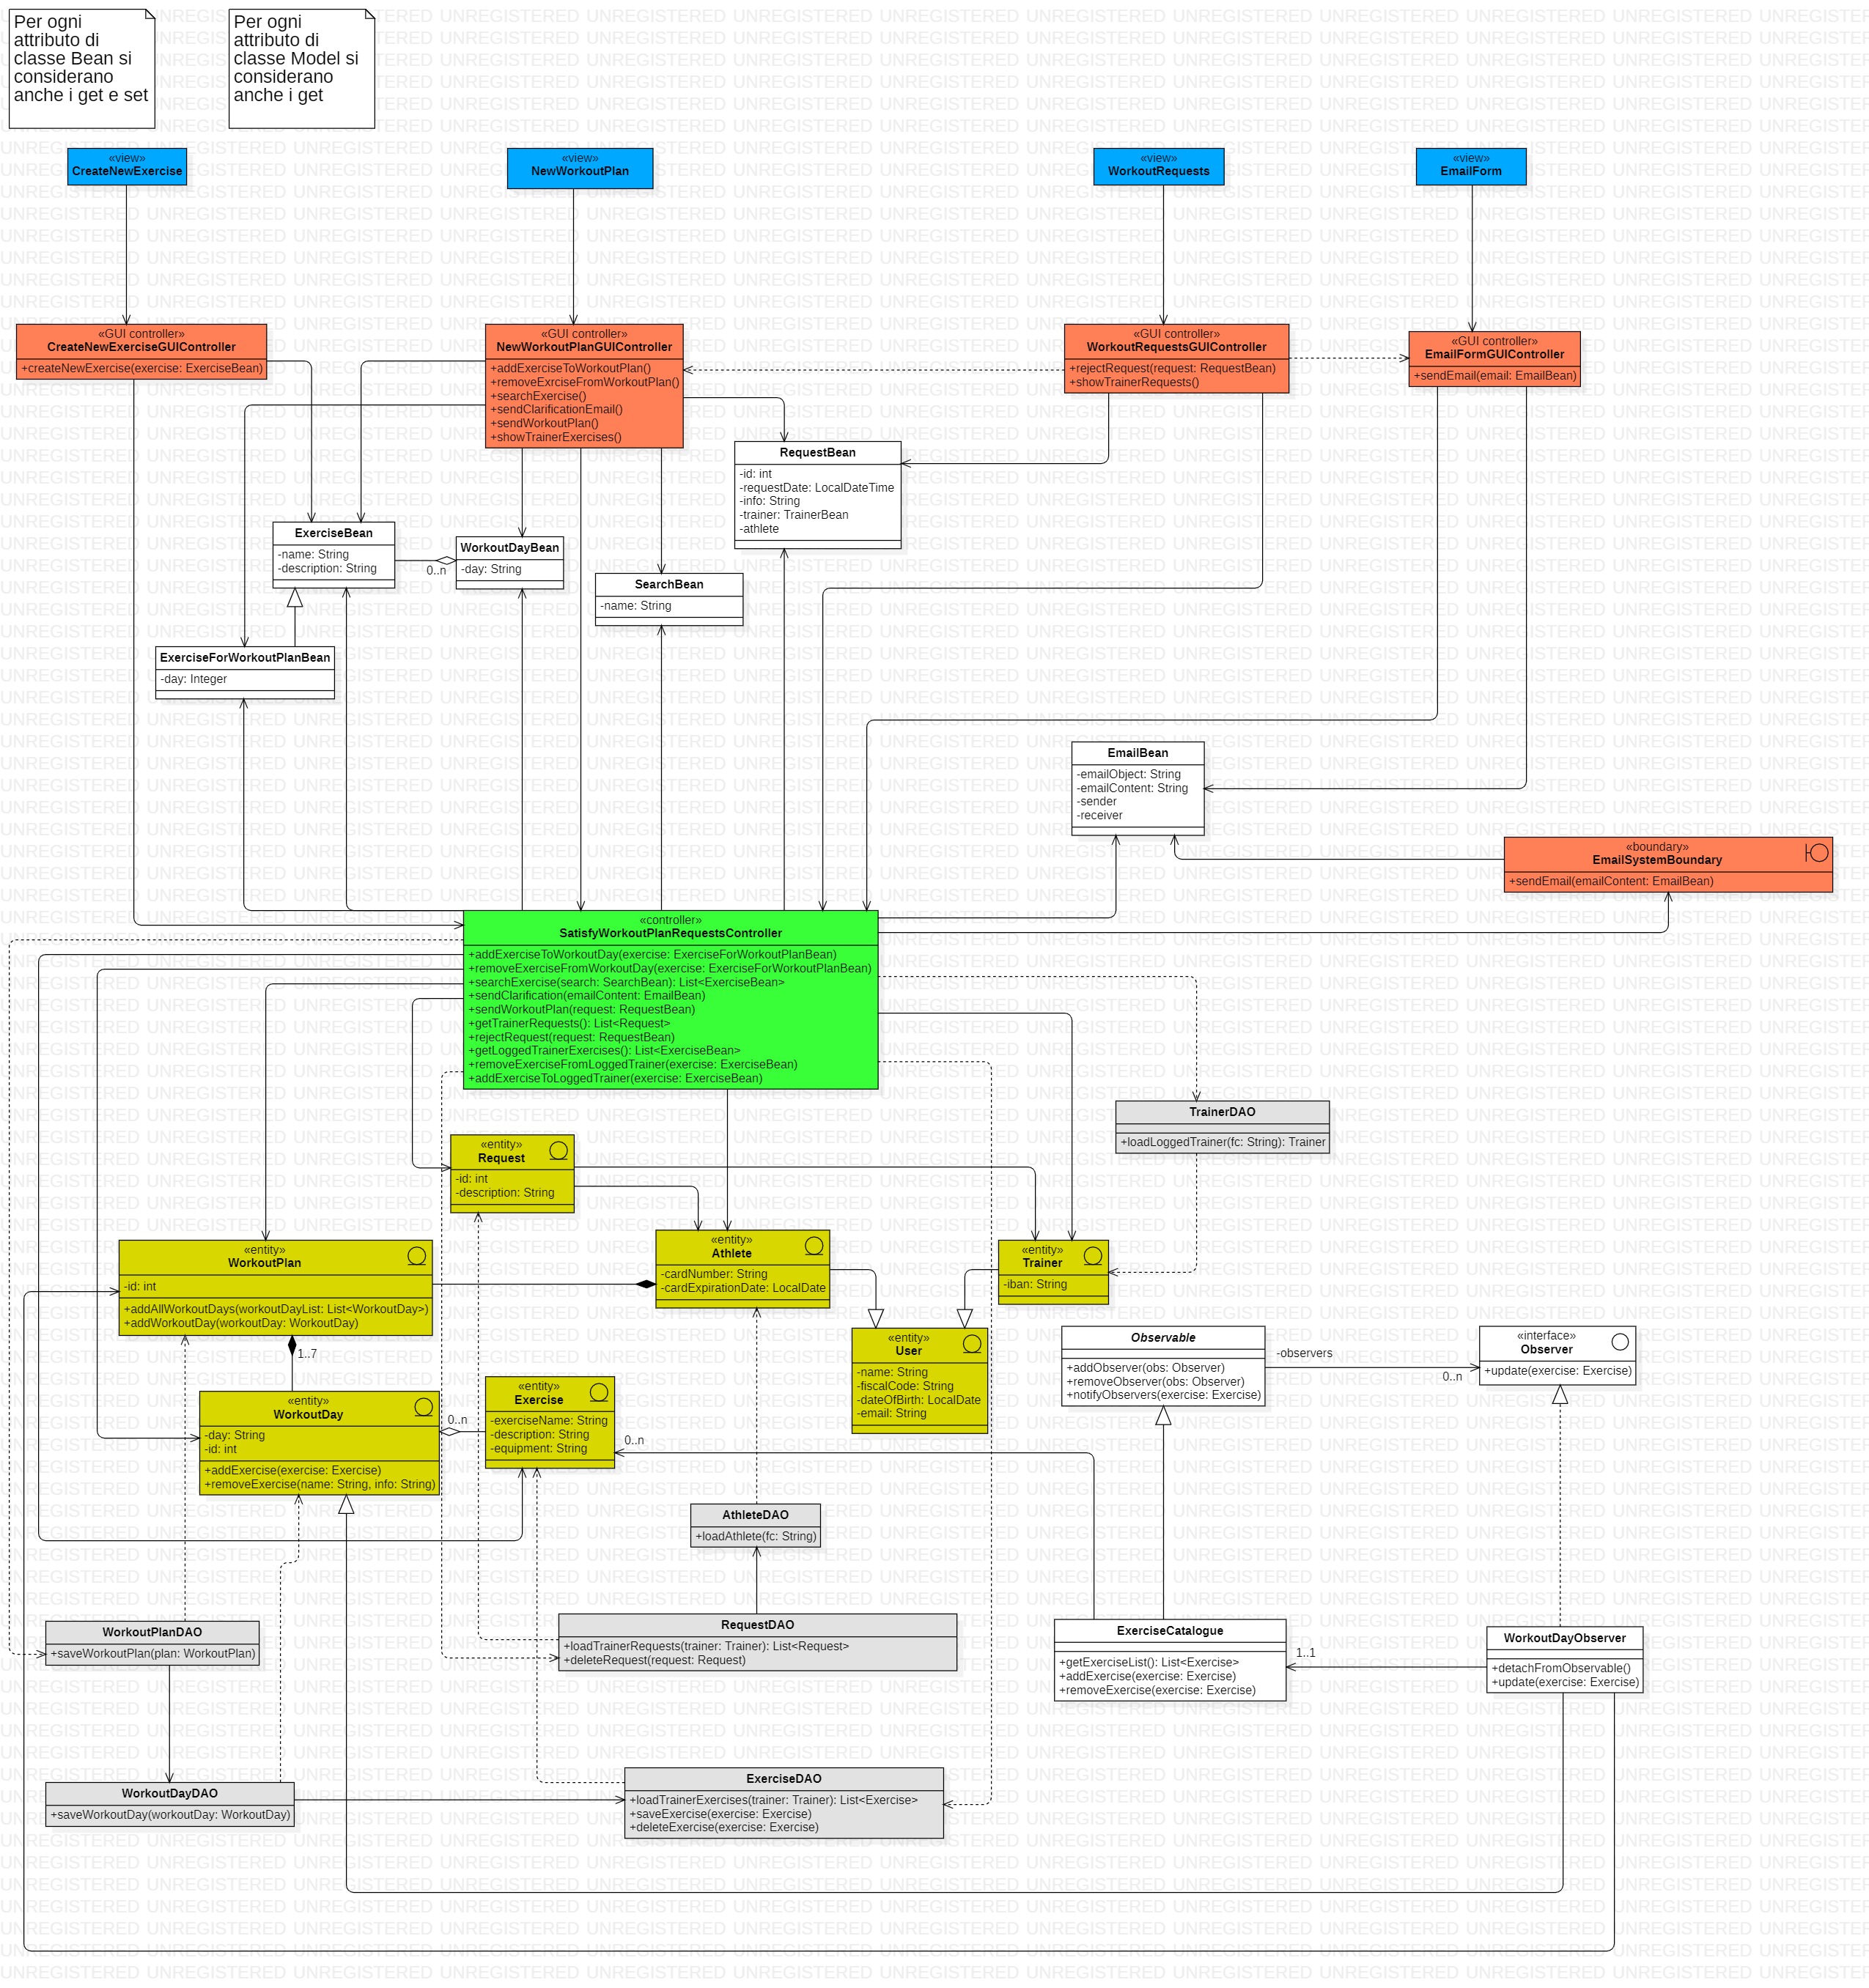 Per ogni
attributo di
classe Bean si
considerano
anche i get e set
Per ogni
attributo di
classe Model si
considerano
anche i get
«view»
CreateNewExercise
«view»
NewWorkoutPlan
«view»
WorkoutRequests
«view»
EmailForm
«GUI controller»
CreateNewExerciseGUIController
+createNewExercise(exercise: ExerciseBean)
«GUI controller»
NewWorkoutPlanGUIController
+addExerciseToWorkoutPlan()
+removeExrciseFromWorkoutPlan()
+searchExercise()
+sendClarificationEmail()
+sendWorkoutPlan()
+showTrainerExercises()
«GUI controller»
WorkoutRequestsGUIController
+rejectRequest(request: RequestBean)
+showTrainerRequests()
«GUI controller»
EmailFormGUIController
+sendEmail(email: EmailBean)
RequestBean
-id: int
-requestDate: LocalDateTime
-info: String
-trainer: TrainerBean
-athlete
ExerciseBean
-name: String
-description: String
0..n
WorkoutDayBean
-day: String
SearchBean
-name: String
ExerciseForWorkoutPlanBean
-day: Integer
EmailBean
-emailObject: String
-emailContent: String
-sender
-receiver
«boundary»
EmailSystemBoundary
+sendEmail(emailContent: EmailBean)
«controller»
SatisfyWorkoutPlanRequestsController
+addExerciseToWorkoutDay(exercise: ExerciseForWorkoutPlanBean)
+removeExerciseFromWorkoutDay(exercise: ExerciseForWorkoutPlanBean)
+searchExercise(search: SearchBean): List<ExerciseBean>
+sendClarification(emailContent: EmailBean)
+sendWorkoutPlan(request: RequestBean)
+getTrainerRequests(): List<Request>
+rejectRequest(request: RequestBean)
+getLoggedTrainerExercises(): List<ExerciseBean>
+removeExerciseFromLoggedTrainer(exercise: ExerciseBean)
+addExerciseToLoggedTrainer(exercise: ExerciseBean)
TrainerDAO
+loadLoggedTrainer(fc: String): Trainer
«entity»
Request
-id: int
-description: String
«entity»
WorkoutPlan
-id: int
+addAllWorkoutDays(workoutDayList: List<WorkoutDay>)
+addWorkoutDay(workoutDay: WorkoutDay)
«entity»
Athlete
-cardNumber: String
-cardExpirationDate: LocalDate
«entity»
Trainer
-iban: String
1..7
«entity»
User
-name: String
-fiscalCode: String
-dateOfBirth: LocalDate
-email: String
Observable
+addObserver(obs: Observer)
+removeObserver(obs: Observer)
+notifyObservers(exercise: Exercise)
-observers
0..n
«interface»
Observer
+update(exercise: Exercise)
«entity»
WorkoutDay
-day: String
-id: int
+addExercise(exercise: Exercise)
+removeExercise(name: String, info: String)
0..n
«entity»
Exercise
-exerciseName: String
-description: String
-equipment: String
0..n
AthleteDAO
+loadAthlete(fc: String)
WorkoutPlanDAO
+saveWorkoutPlan(plan: WorkoutPlan)
RequestDAO
+loadTrainerRequests(trainer: Trainer): List<Request>
+deleteRequest(request: Request)
ExerciseCatalogue
+getExerciseList(): List<Exercise>
+addExercise(exercise: Exercise)
+removeExercise(exercise: Exercise)
1..1
WorkoutDayObserver
+detachFromObservable()
+update(exercise: Exercise)
WorkoutDayDAO
+saveWorkoutDay(workoutDay: WorkoutDay)
ExerciseDAO
+loadTrainerExercises(trainer: Trainer): List<Exercise>
+saveExercise(exercise: Exercise)
+deleteExercise(exercise: Exercise)